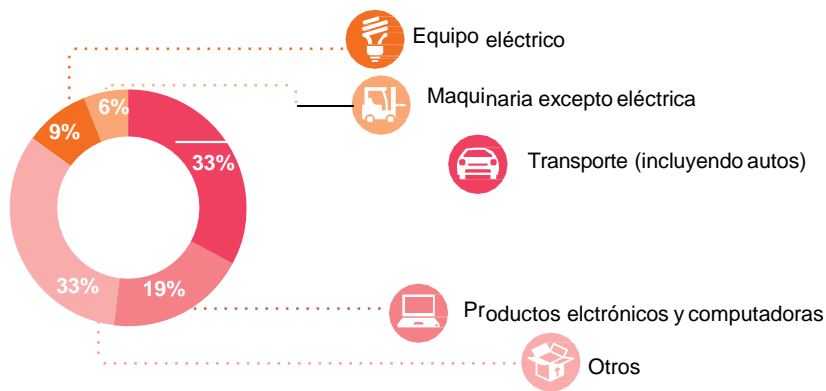 Equipo eléctrico
6%
Maquinaria excepto eléctrica
9%
33%
Transporte (incluyendo autos)
33%
19%
Productos elctrónicos y computadoras
Otros